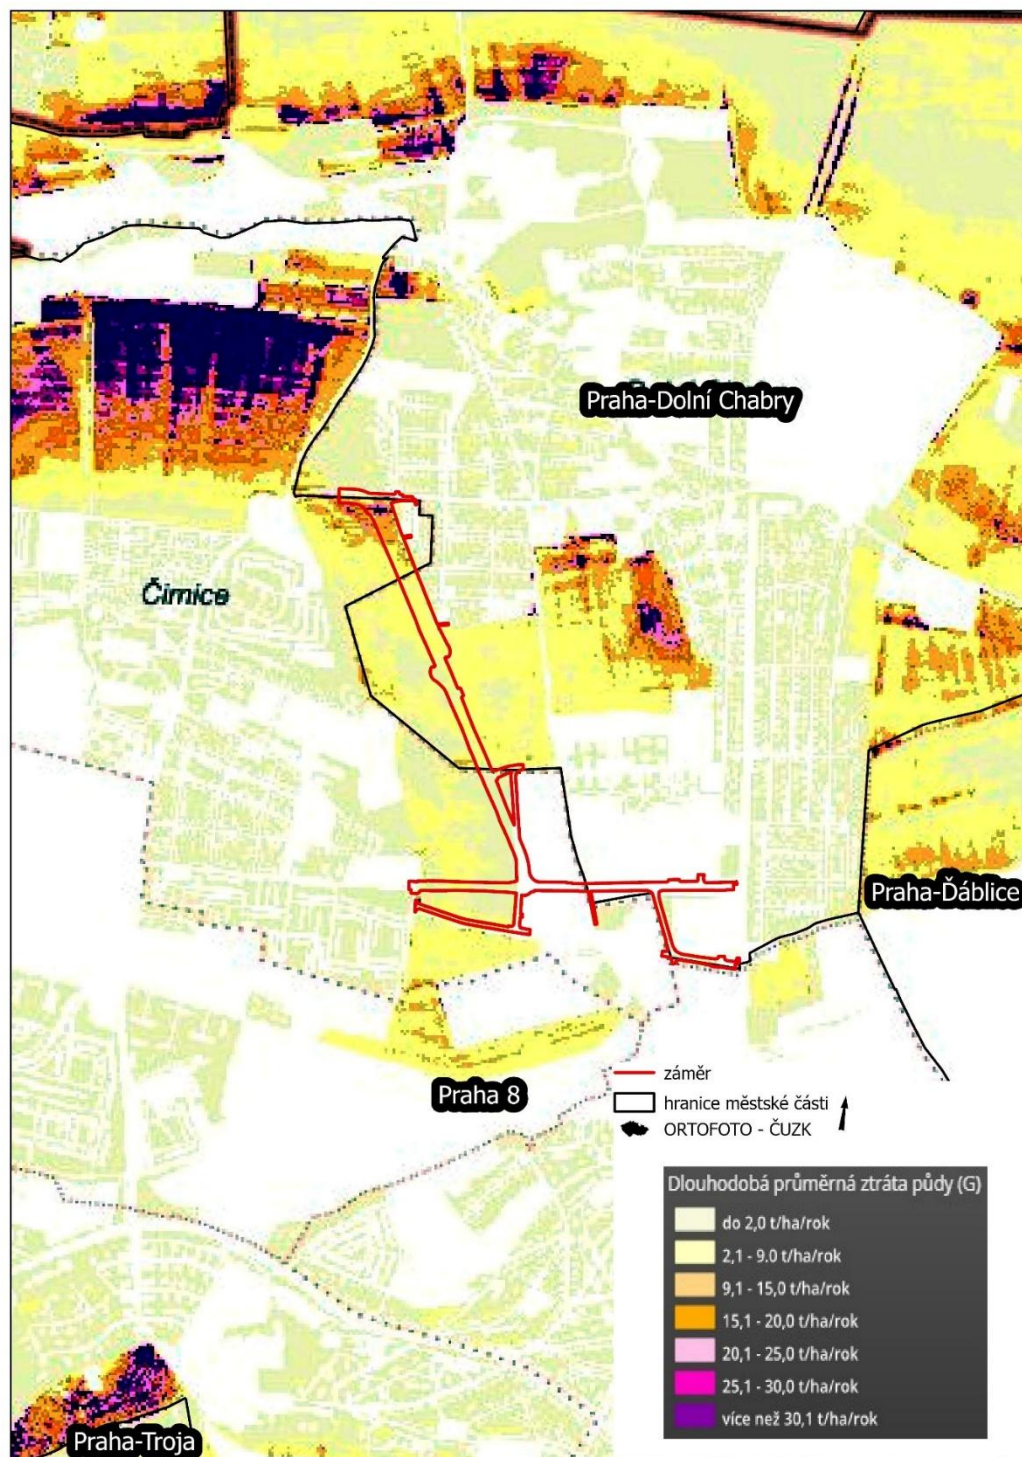 Praha-Dolní Chabry
Čimice
Praha-Ďáblice
Praha 8
záměr
hranice městské části
ORTOFOTO - ČUZK
Dlouhodobá průměrná ztráta půdy (G)
do 2,0 t/ha/rok
2,1 - 9.0 t/ha/rok
9,1 - 15,0 t/ha/rok
15,1 - 20,0 t/ha/rok
20,1 - 25,0 t/ha/rok
25,1 - 30,0 t/ha/rok
více než 30,1 t/ha/rok
Praha-Troja